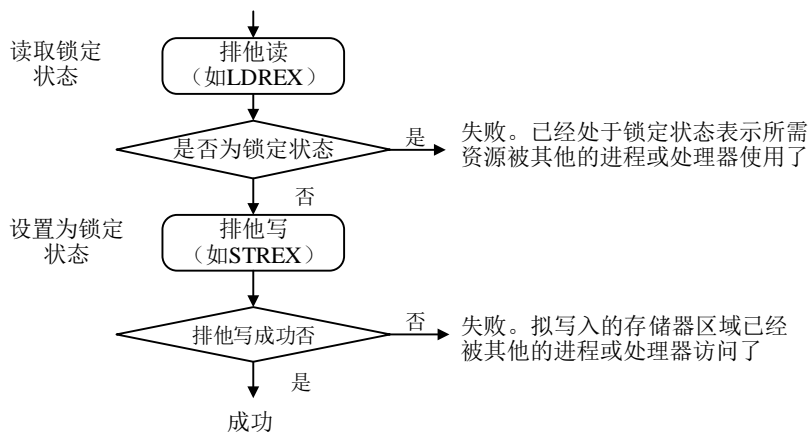 读取锁定
状态
排他读
（如LDREX）
是否为锁定状态
是
失败。已经处于锁定状态表示所需
资源被其他的进程或处理器使用了
否
设置为锁定
状态
排他写
（如STREX）
排他写成功否
否
失败。拟写入的存储器区域已经
被其他的进程或处理器访问了
是
成功